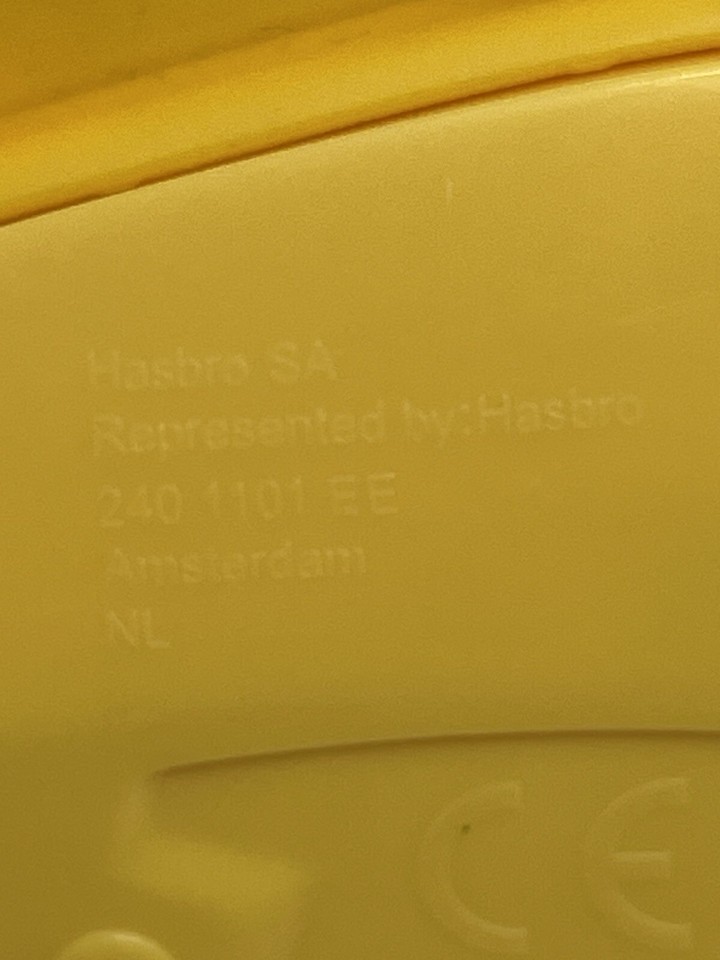 Hasbro SA
Represented by:Hasbro
240 1101 EE
Amsterdam
NL
CE